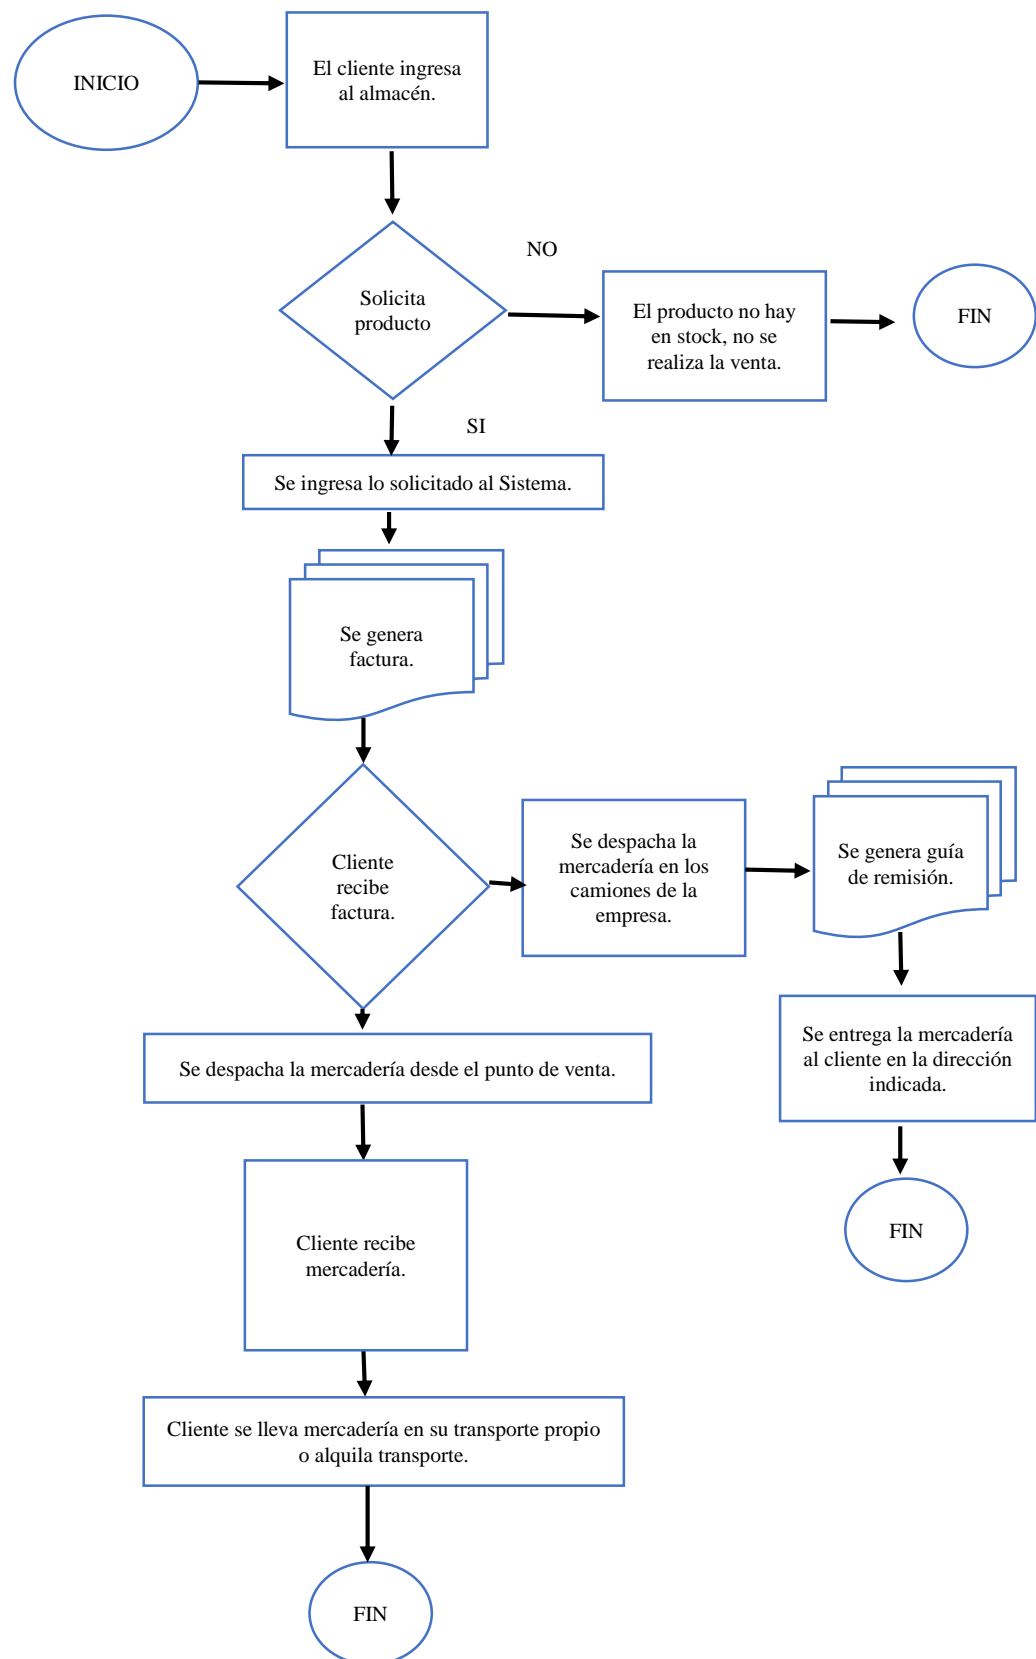 INICIO
El cliente ingresa
al almacén.
NO
Solicita
producto
El producto no hay
en stock, no se
realiza la venta.
FIN
SI
Se ingresa lo solicitado al Sistema.
Se genera
factura.
Cliente
recibe
factura.
Se despacha la
mercadería en los
camiones de la
empresa.
Se genera guía
de remisión.
Se entrega la mercadería
al cliente en la dirección
indicada.
FIN
Se despacha la mercadería desde el punto de venta.
Cliente recibe
mercadería.
Cliente se lleva mercadería en su transporte propio
o alquila transporte.
FIN